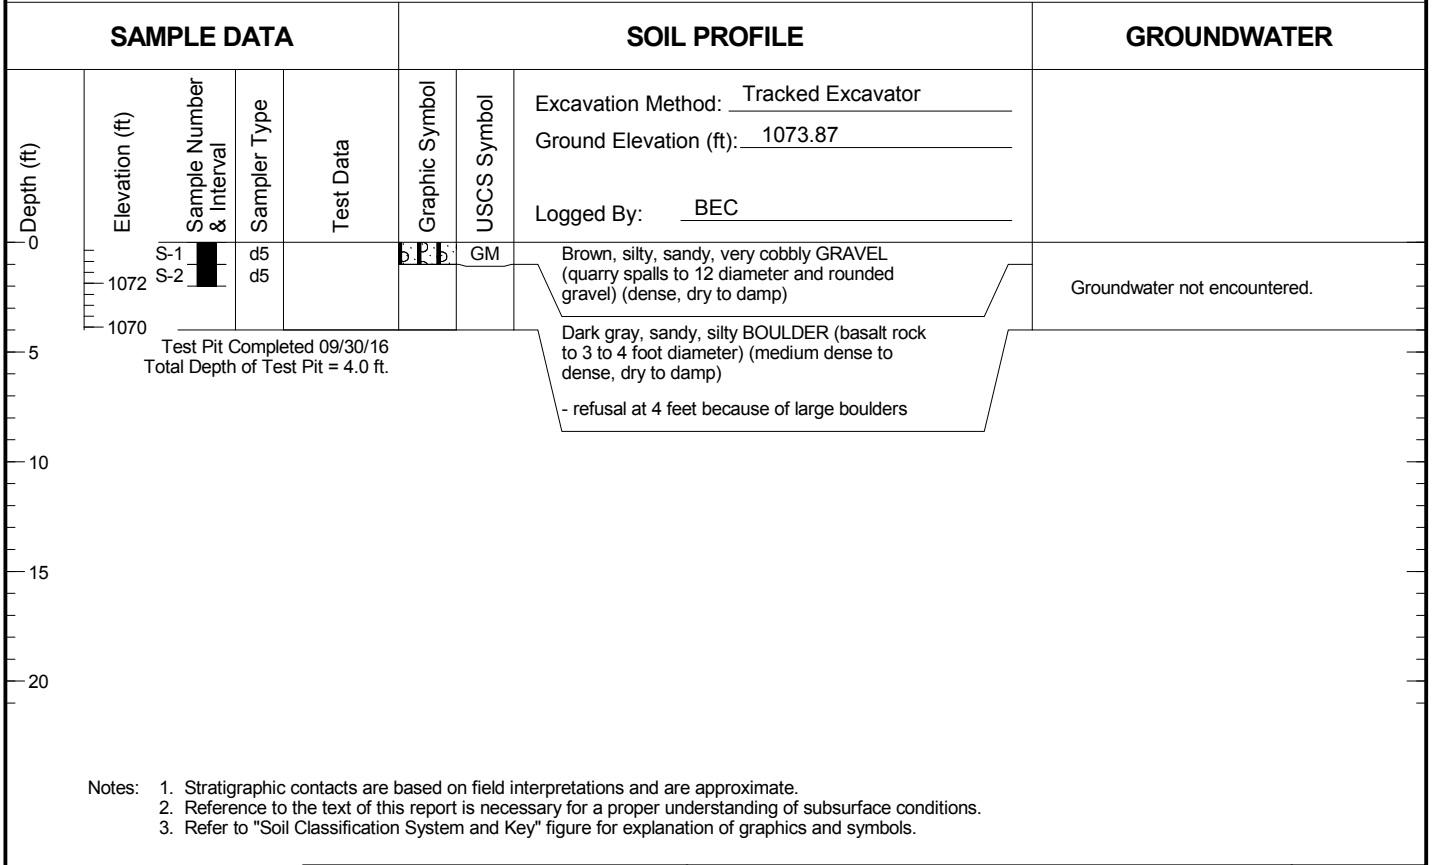 SAMPLE DATA
SOIL PROFILE
GROUNDWATER
Depth (ft)
Elevation (ft)
Sample Number
& Interval
Sampler Type
Test Data
Graphic Symbol
USCS Symbol
Excavation Method: Tracked Excavator
Ground Elevation (ft): 1073.87
Logged By: BEC
0
S-1
d5
GM
Brown, silty, sandy, very cobbly GRAVEL
(quarry spalls to 12 diameter and rounded
gravel) (dense, dry to damp)
1072
S-2
d5
Groundwater not encountered.
1070
Dark gray, sandy, silty BOULDER (basalt rock
to 3 to 4 foot diameter) (medium dense to
dense, dry to damp)
- refusal at 4 feet because of large boulders
Test Pit Completed 09/30/16
Total Depth of Test Pit = 4.0 ft.
5
10
15
20
Notes: 1. Stratigraphic contacts are based on field interpretations and are approximate.
2. Reference to the text of this report is necessary for a proper understanding of subsurface conditions.
3. Refer to "Soil Classification System and Key" figure for explanation of graphics and symbols.